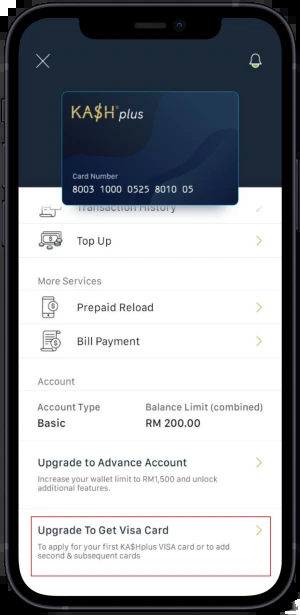 KA$H® plus
Card Number
8003 1000 0525 8010 05
Transaction History
Top Up
More Services
Prepaid Reload
Bill Payment
Account
Account Type Balance Limit (combined)
Basic RM 200.00
Upgrade to Advance Account
Increase your wallet limit to RM1,500 and unlock
additional features.
Upgrade To Get Visa Card
To apply for your first KA$Hplus VISA card or to add
second & subsequent cards